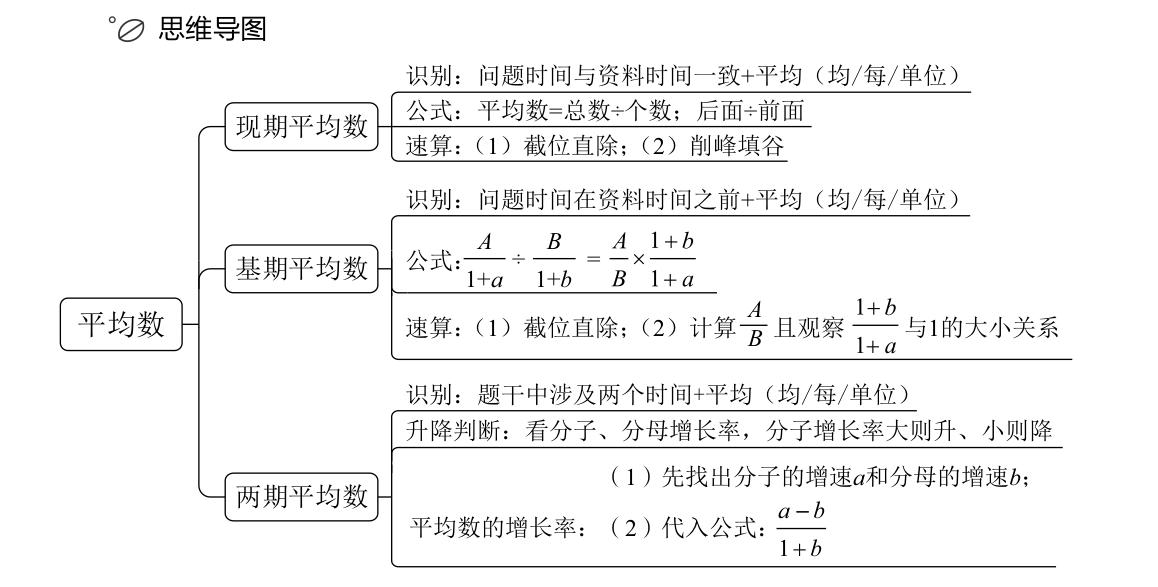 思维导图
平均数
现期平均数
识别：问题时间与资料时间一致+平均（均/每/单位）
公式：平均数=总数÷个数；后面÷前面
速算：（1）截位直除；（2）削峰填谷
基期平均数
识别：问题时间在资料时间之前+平均（均/每/单位）
公式：A/(1+a) ÷ B/(1+b) = A/B × (1+b)/(1+a)
速算：（1）截位直除；（2）计算A/B且观察(1+b)/(1+a)与1的大小关系
两期平均数
识别：题干中涉及两个时间+平均（均/每/单位）
升降判断：看分子、分母增长率，分子增长率大则升、小则降
平均数的增长率：（1）先找出分子的增速a和分母的增速b；
（2）代入公式：(a-b)/(1+b)